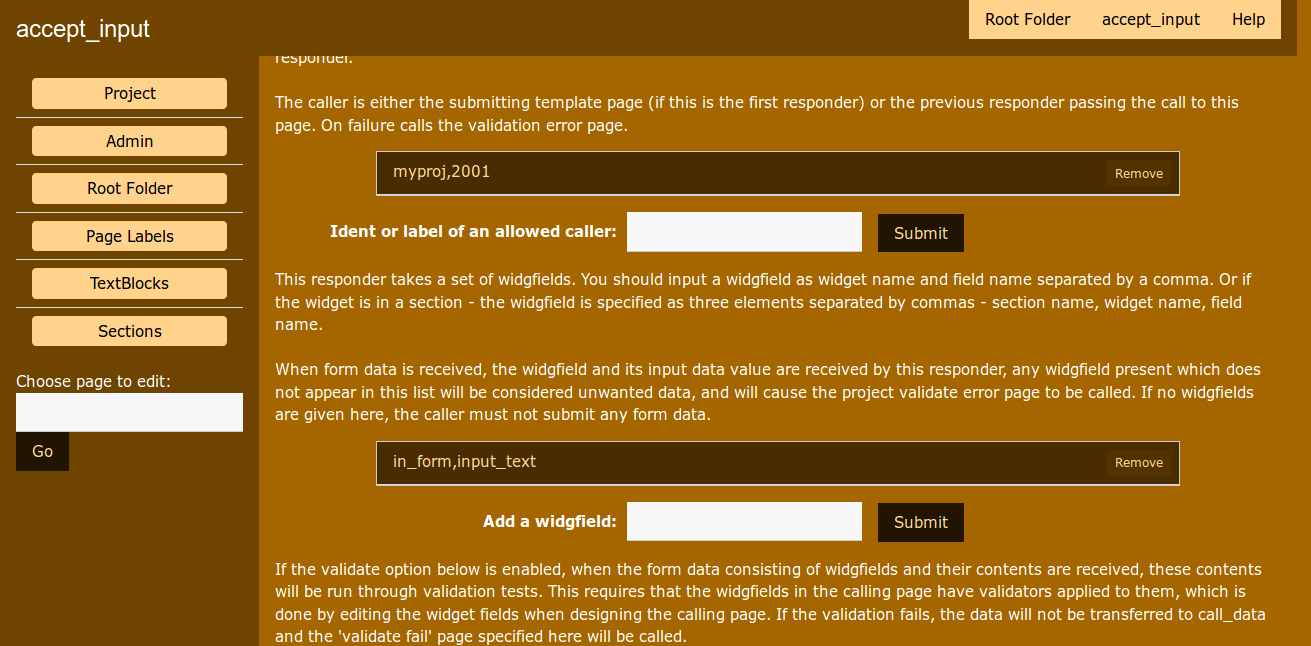 accept_input
Root Folder accept_input Help
Project
Admin
Root Folder
Page Labels
TextBlocks
Sections
Choose page to edit:
Go
responder.
The caller is either the submitting template page (if this is the first responder) or the previous responder passing the call to this
page. On failure calls the validation error page.
myproj,2001 Remove
Ident or label of an allowed caller: Submit
This responder takes a set of widgfields. You should input a widgfield as widget name and field name separated by a comma. Or if
the widget is in a section - the widgfield is specified as three elements separated by commas - section name, widget name, field
name.
When form data is received, the widgfield and its input data value are received by this responder, any widgfield present which does
not appear in this list will be considered unwanted data, and will cause the project validate error page to be called. If no widgfields
are given here, the caller must not submit any form data.
in_form,input_text Remove
Add a widgfield: Submit
If the validate option below is enabled, when the form data consisting of widgfields and their contents are received, these contents
will be run through validation tests. This requires that the widgfields in the calling page have validators applied to them, which is
done by editing the widget fields when designing the calling page. If the validation fails, the data will not be transferred to call_data
and the 'validate fail' page specified here will be called.